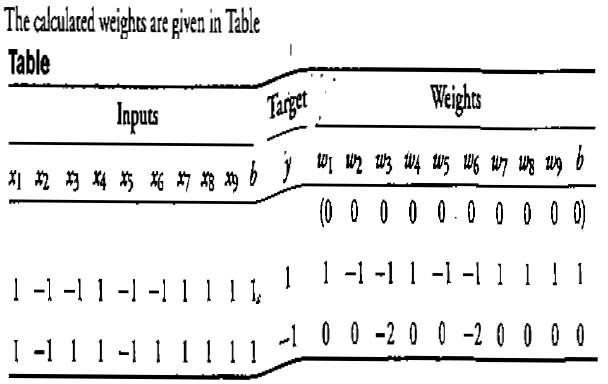 The calculated weights are given in Table
Table
Inputs Target Weights
x1 x2 x3 x4 x5 x6 x7 x8 x9 b y w1 w2 w3 w4 w5 w6 w7 w8 w9 b
(0 0 0 0 0 0 0 0 0 0)
1 −1 −1 1 −1 −1 1 1 1 1 1 1 −1 −1 1 −1 −1 1 1 1 1
1 −1 1 1 −1 1 1 1 1 1 −1 0 0 −2 0 0 −2 0 0 0 0